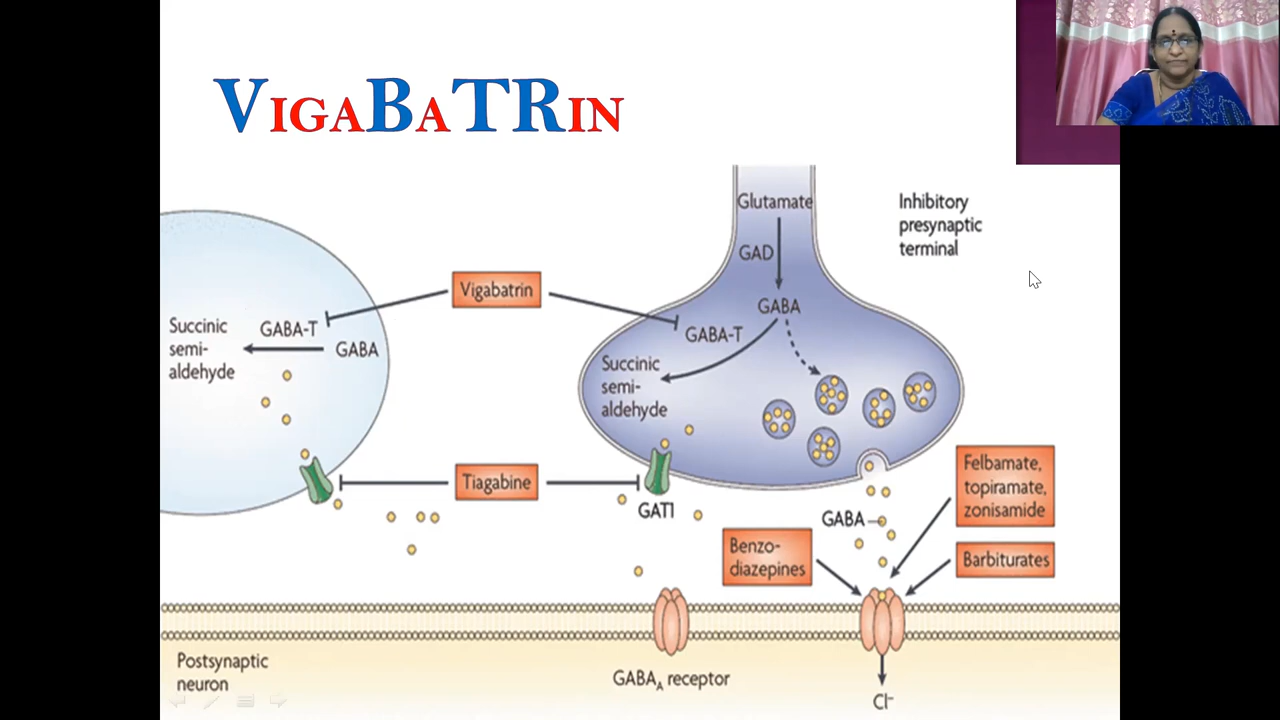 VIGABATRIN
Glutamate
GAD
GABA
Inhibitory
presynaptic
terminal
Vigabatrin
Succinic
semi-
aldehyde
GABA-T
GABA
GABA-T
Succinic
semi-
aldehyde
Tiagabine
GAT1
GABA
Felbamate,
topiramate,
zonisamide
Benzo-
diazepines
Barbiturates
Postsynaptic
neuron
GABAA receptor
Cl−